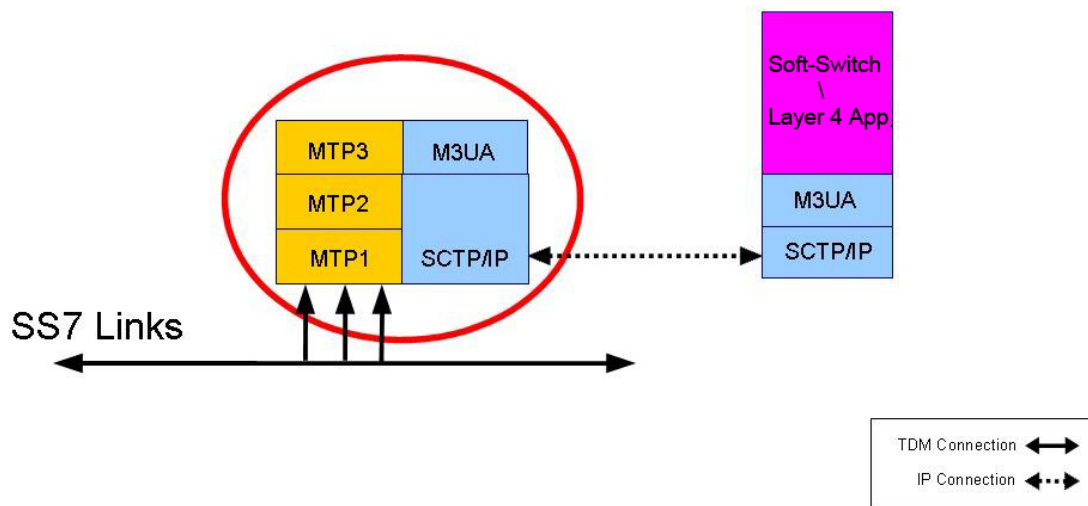 Soft-Switch
\
Layer 4 App
MTP3
M3UA
MTP2
M3UA
MTP1
SCTP/IP
SCTP/IP
SS7 Links
TDM Connection
IP Connection